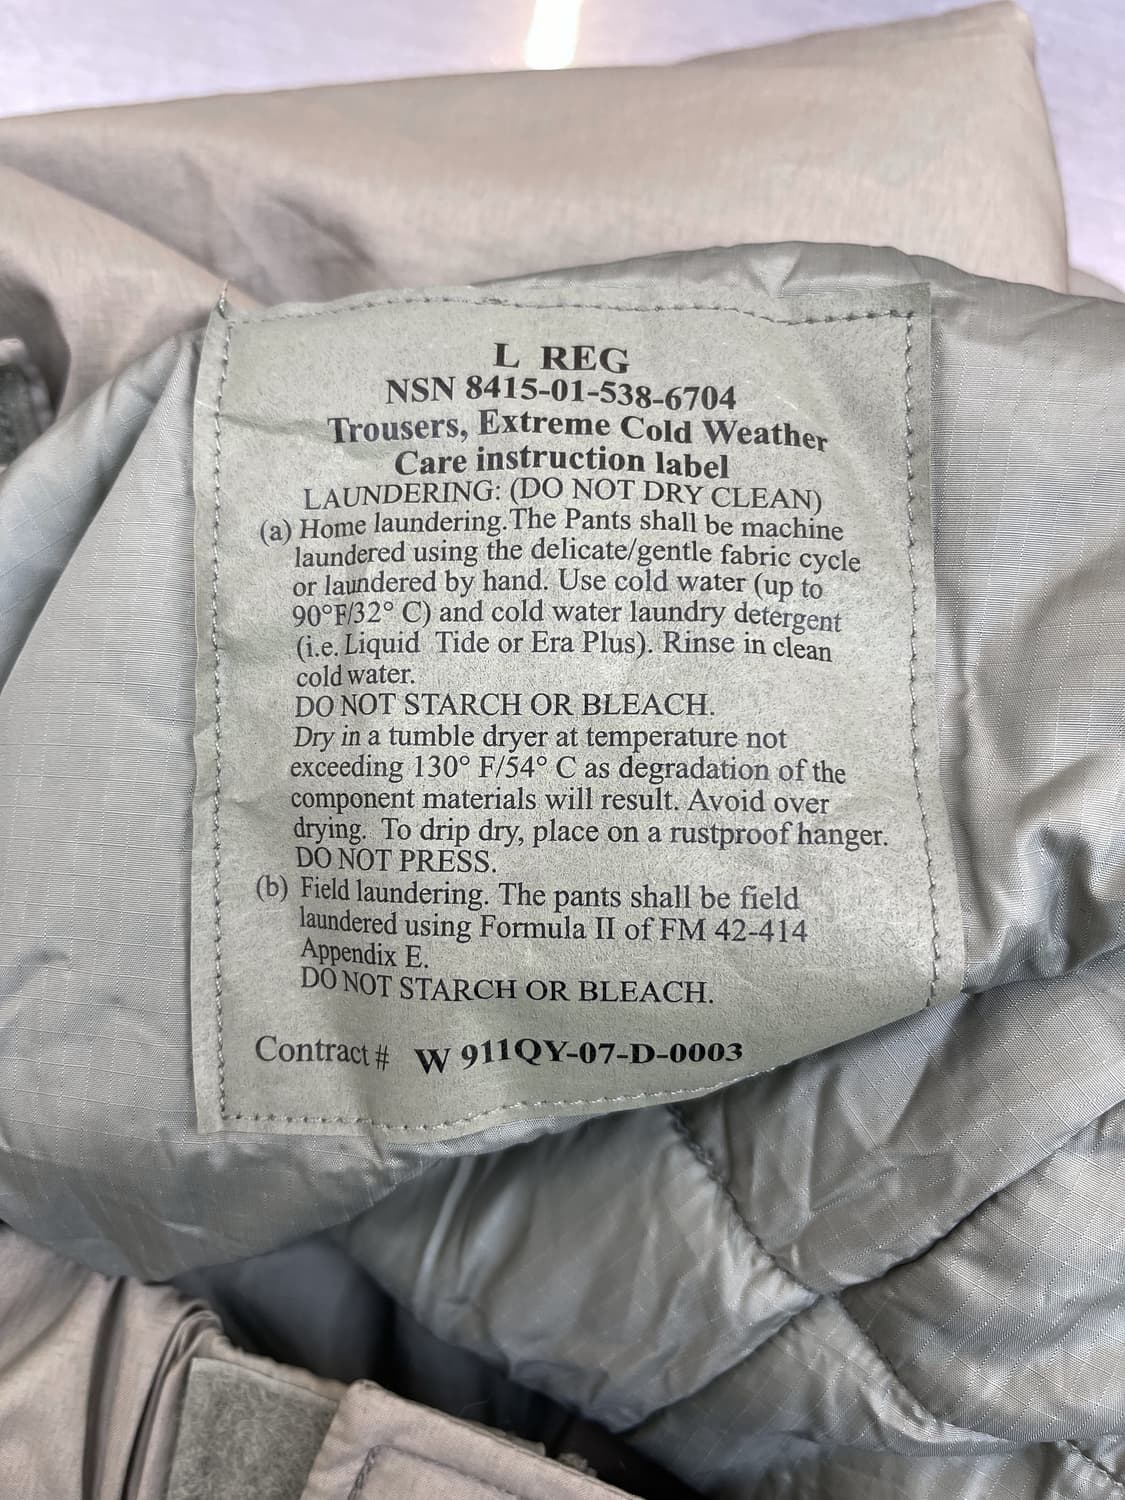 L REG
NSN 8415-01-538-6704
Trousers, Extreme Cold Weather
Care instruction label
LAUNDERING: (DO NOT DRY CLEAN)
(a) Home laundering.The Pants shall be machine
laundered using the delicate/gentle fabric cycle
or laundered by hand. Use cold water (up to
90°F/32° C) and cold water laundry detergent
(i.e. Liquid Tide or Era Plus). Rinse in clean
cold water.
DO NOT STARCH OR BLEACH.
Dry in a tumble dryer at temperature not
exceeding 130° F/54° C as degradation of the
component materials will result. Avoid over
drying. To drip dry, place on a rustproof hanger.
DO NOT PRESS.
(b) Field laundering. The pants shall be field
laundered using Formula II of FM 42-414
Appendix E.
DO NOT STARCH OR BLEACH.
Contract # W 911QY-07-D-0003